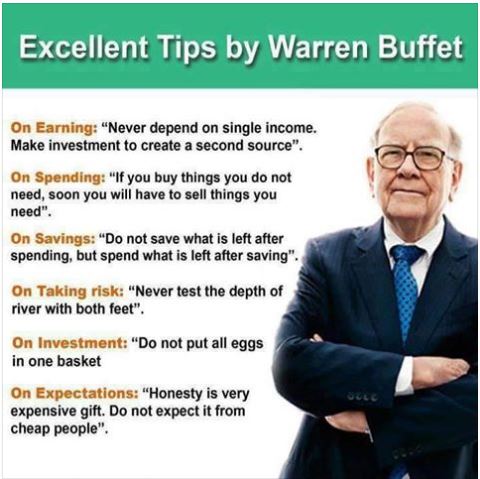 Excellent Tips by Warren Buffet
On Earning: “Never depend on single income.
Make investment to create a second source”.
On Spending: “If you buy things you do not
need, soon you will have to sell things you
need”.
On Savings: “Do not save what is left after
spending, but spend what is left after saving”.
On Taking risk: “Never test the depth of
river with both feet”.
On Investment: “Do not put all eggs
in one basket
On Expectations: “Honesty is very
expensive gift. Do not expect it from
cheap people”.